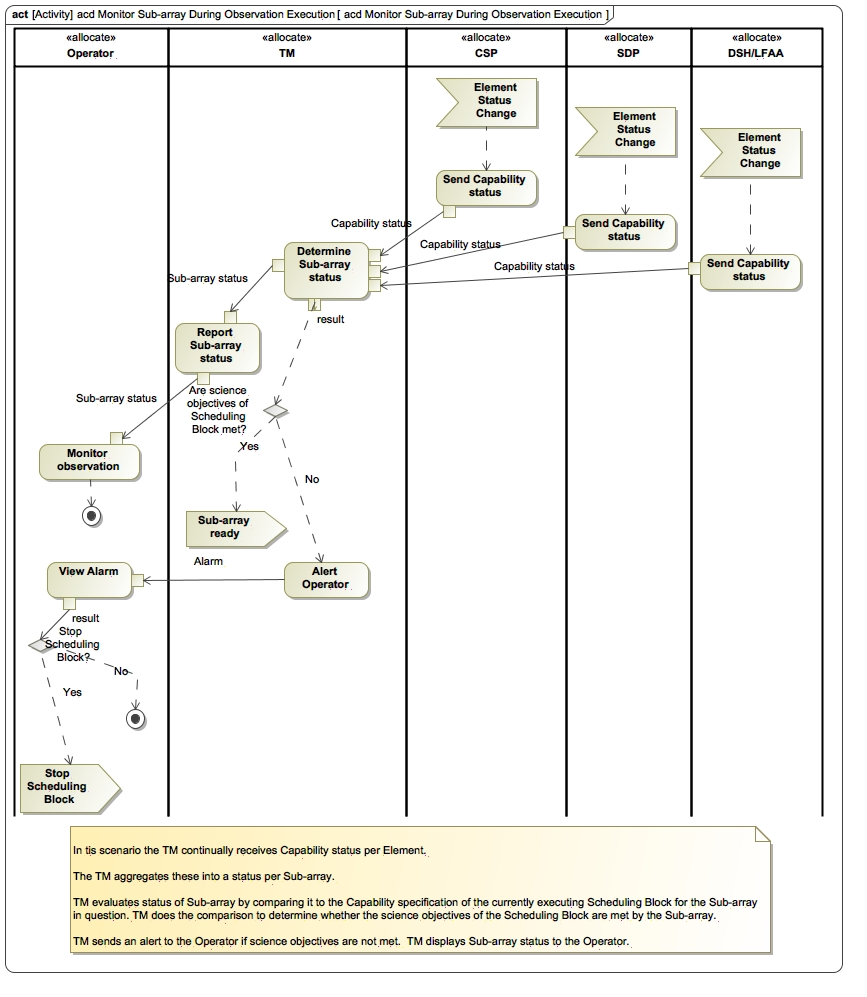 act [Activity] acd Monitor Sub-array During Observation Execution [ acd Monitor Sub-array During Observation Execution ]
«allocate»
Operator
«allocate»
TM
«allocate»
CSP
«allocate»
SDP
«allocate»
DSH/LFAA
Element
Status
Change
Element
Status
Change
Element
Status
Change
Send Capability
status
Send Capability
status
Send Capability
status
Capability status
Capability status
Capability status
Determine
Sub-array
status
Sub-array status
result
Report
Sub-array
status
Sub-array status
Are science
objectives of
Scheduling
Block met?
Yes
No
Monitor
observation
Sub-array
ready
Alarm
View Alarm
Alert
Operator
result
Stop
Scheduling
Block?
No
Yes
Stop
Scheduling
Block
In tis scenario the TM continually receives Capability status per Element.
The TM aggregates these into a status per Sub-array.
TM evaluates status of Sub-array by comparing it to the Capability specification of the currently executing Scheduling Block for the Sub-array
in question. TM does the comparison to determine whether the science objectives of the Scheduling Block are met by the Sub-array.
TM sends an alert to the Operator if science objectives are not met. TM displays Sub-array status to the Operator.